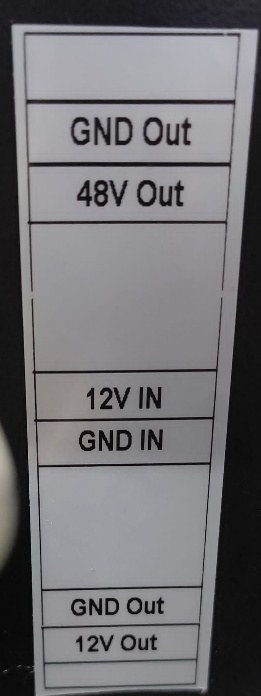 GND Out
48V Out
12V IN
GND IN
GND Out
12V Out